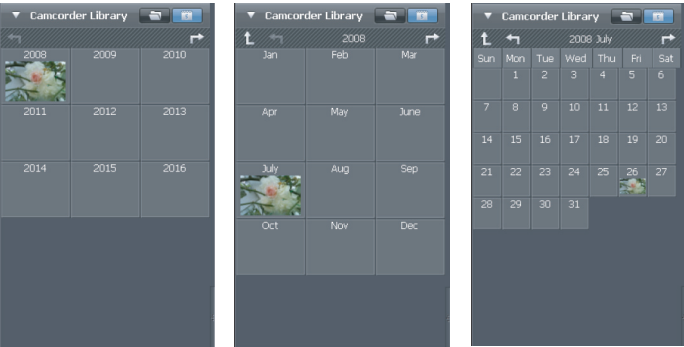 Camcorder Library
2008 2009 2010
2011 2012 2013
2014 2015 2016
Camcorder Library
2008
Jan Feb Mar
Apr May June
July Aug Sep
Oct Nov Dec
Camcorder Library
2008 July
Sun Mon Tue Wed Thu Fri Sat
1 2 3 4 5 6
7 8 9 10 11 12 13
14 15 16 17 18 19 20
21 22 23 24 25 26 27
28 29 30 31